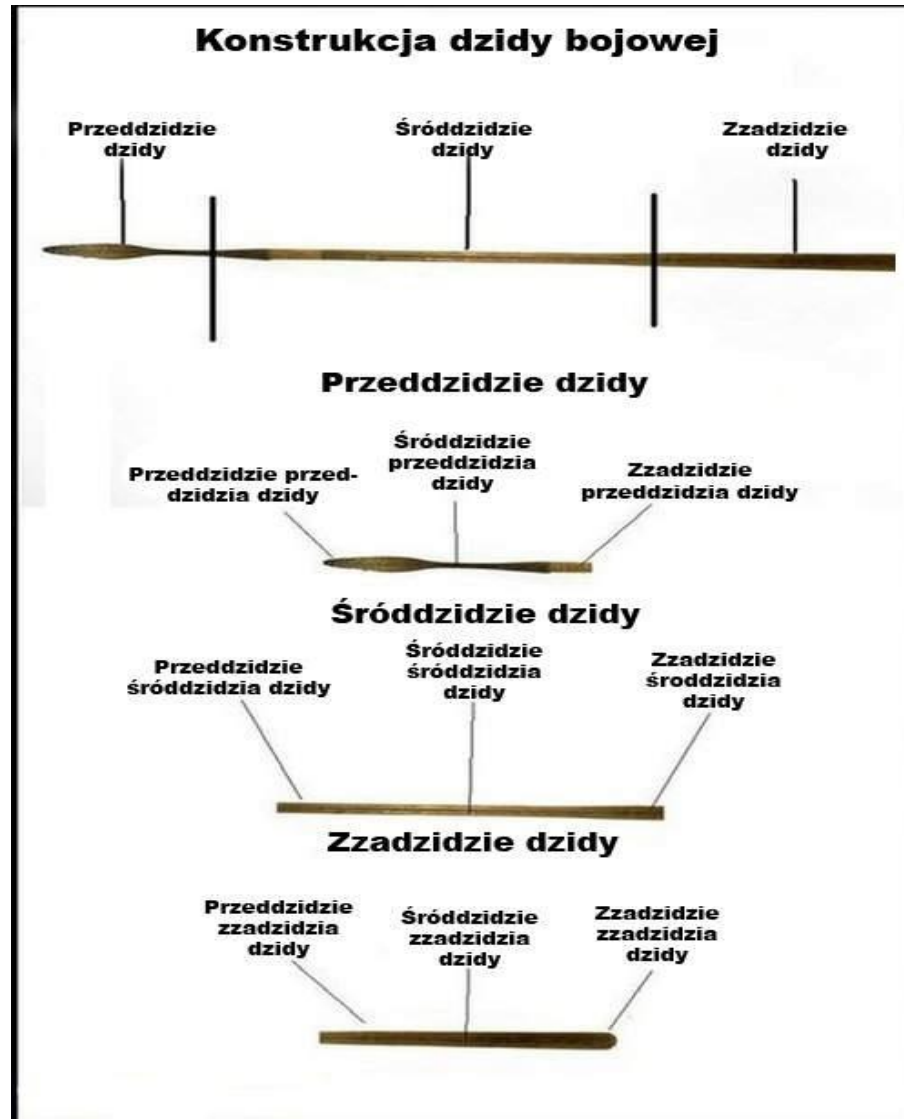 Konstrukcja dzidy bojowej
Przeddzidzie
dzidy
Śróddzidzie
dzidy
Zzadzidzie
dzidy
Przeddzidzie dzidy
Przeddzidzie przed-
dzidzia dzidy
Śróddzidzie
przeddzidzia
dzidy
Zzadzidzie
przeddzidzia dzidy
Śróddzidzie dzidy
Przeddzidzie
śróddzidzia dzidy
Śróddzidzie
śróddzidzia
dzidy
Zzadzidzie
środdzidzia
dzidy
Zzadzidzie dzidy
Przeddzidzie
zzadzidzia
dzidy
Śróddzidzie
zzadzidzia
dzidy
Zzadzidzie
zzadzidzia
dzidy